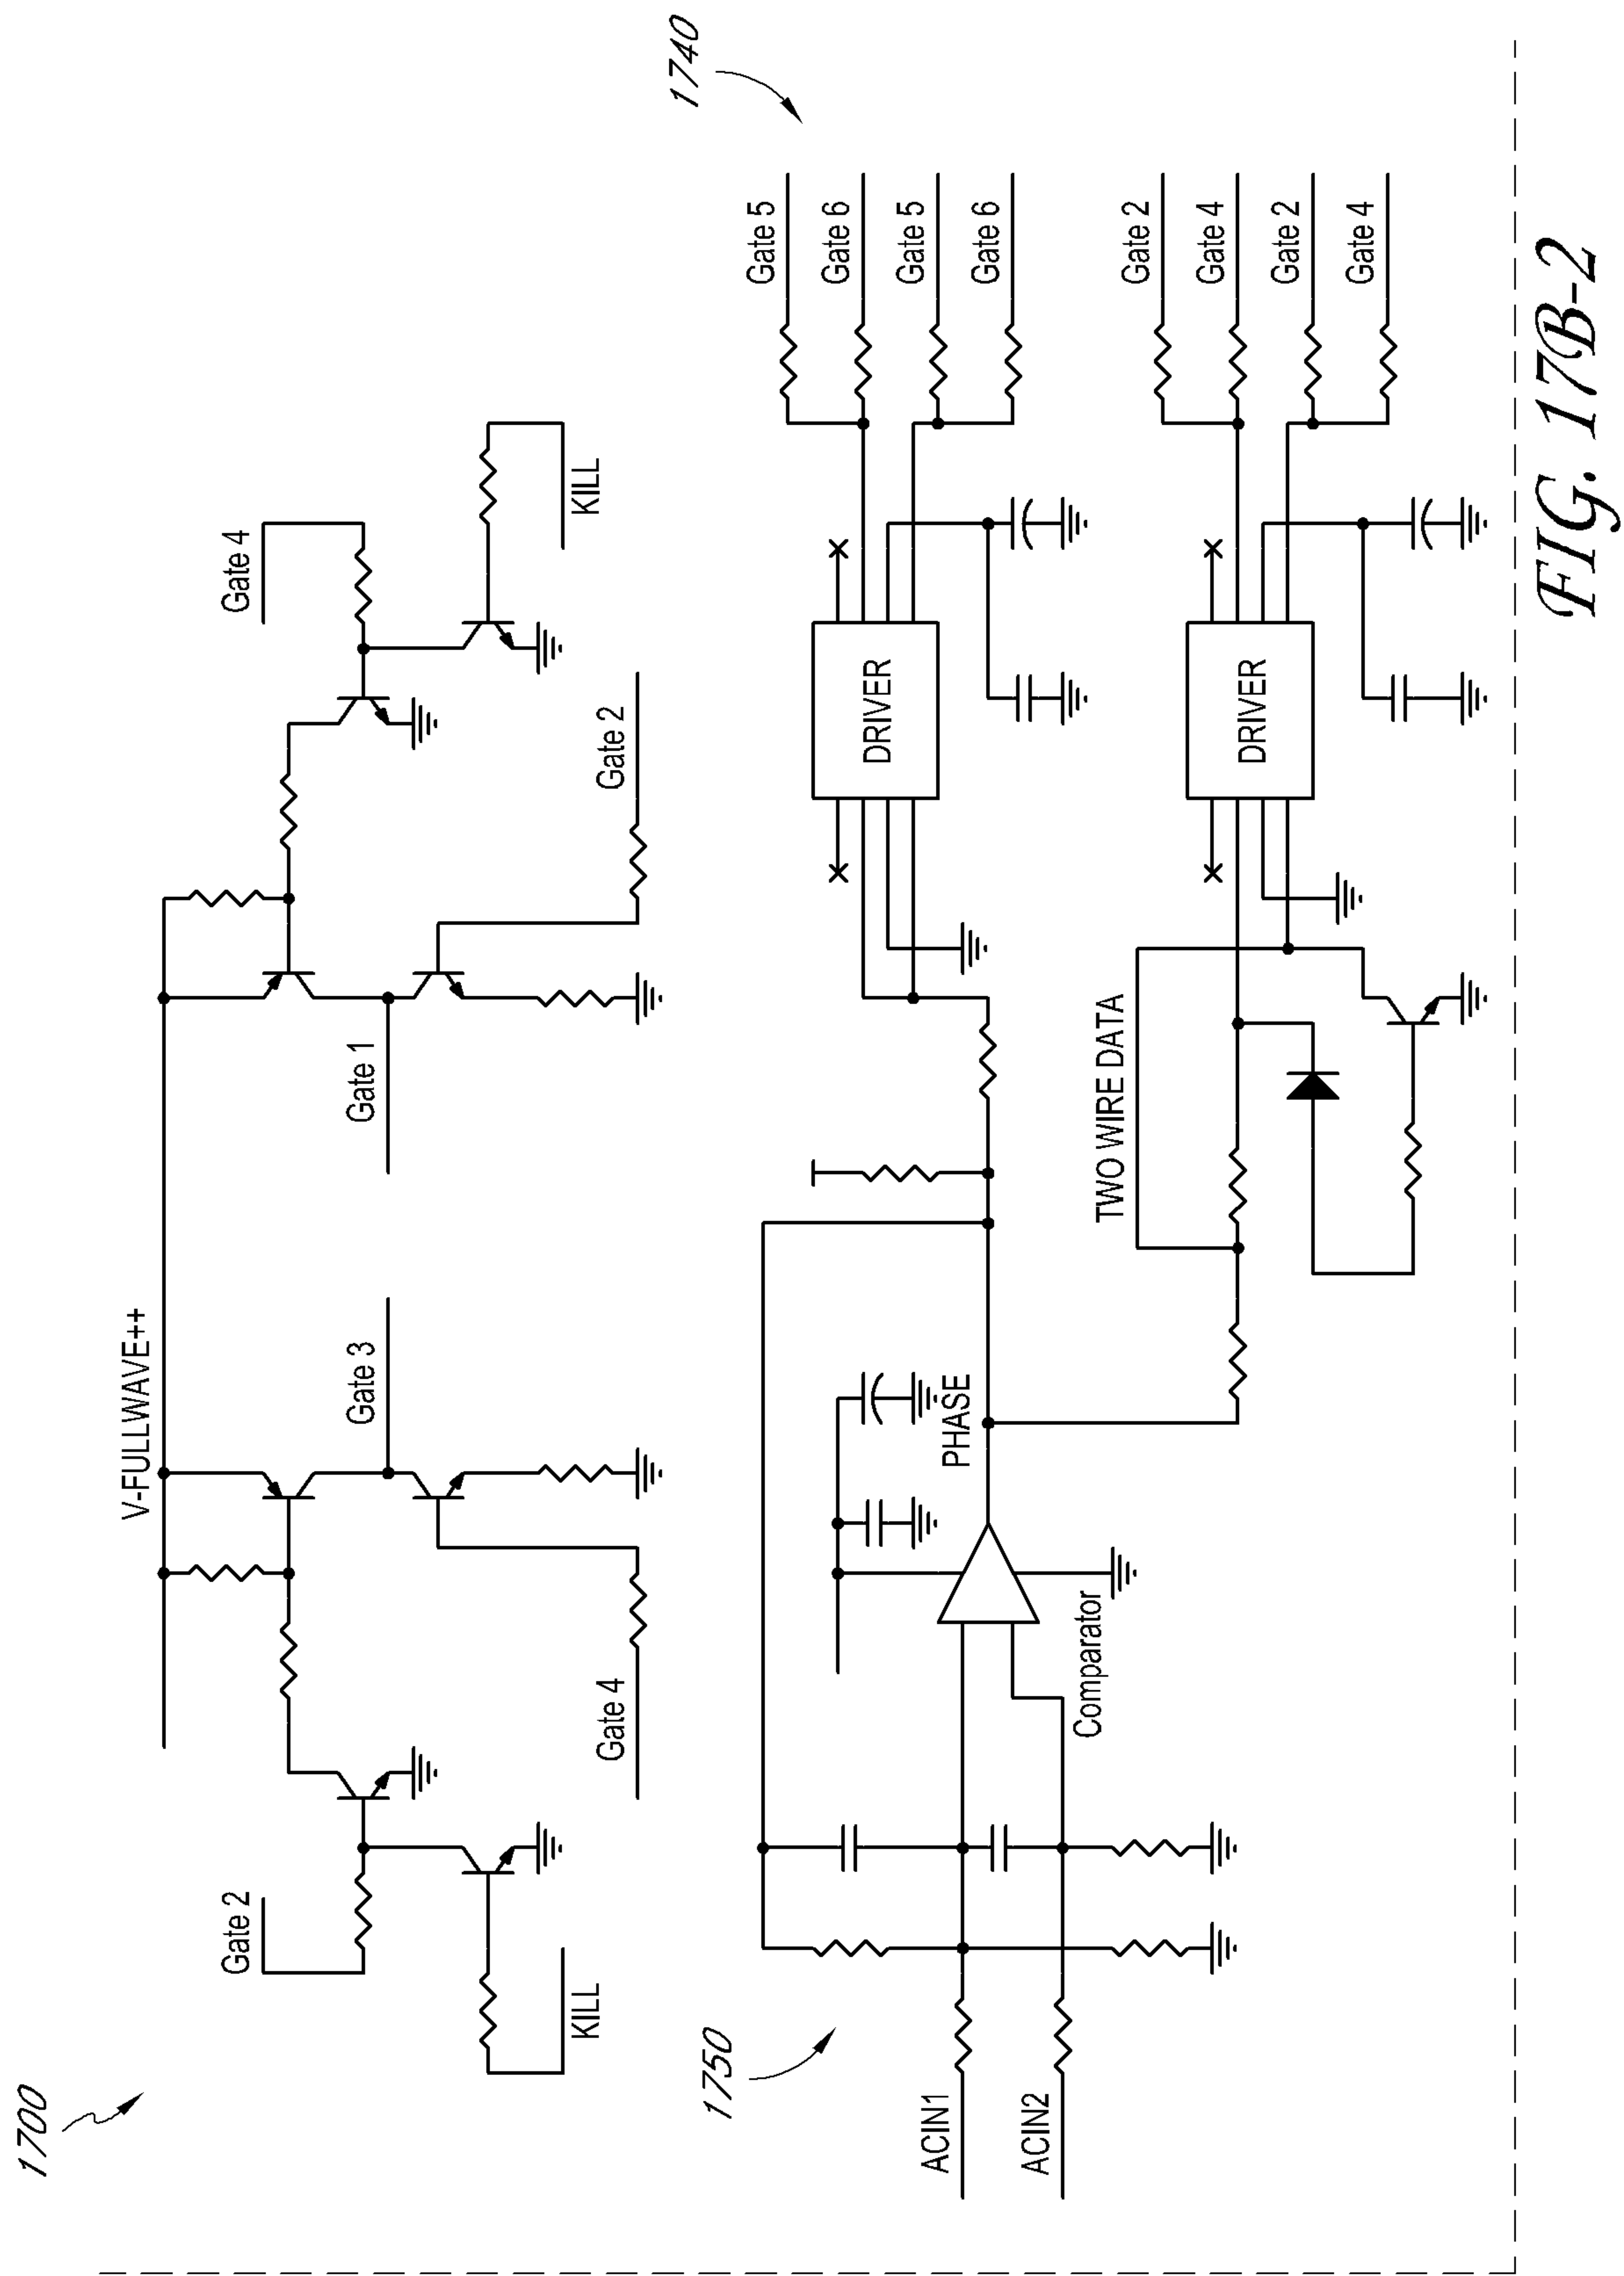 1700
V-FULLWAVE++
Gate 2
KILL
Gate 4
Gate 3
Gate 1
Gate 4
KILL
Gate 2
1750
1740
ACIN1
ACIN2
Comparator
PHASE
TWO WIRE DATA
DRIVER
Gate 5
Gate 6
Gate 5
Gate 6
DRIVER
Gate 2
Gate 4
Gate 2
Gate 4
FIG. 17B-2